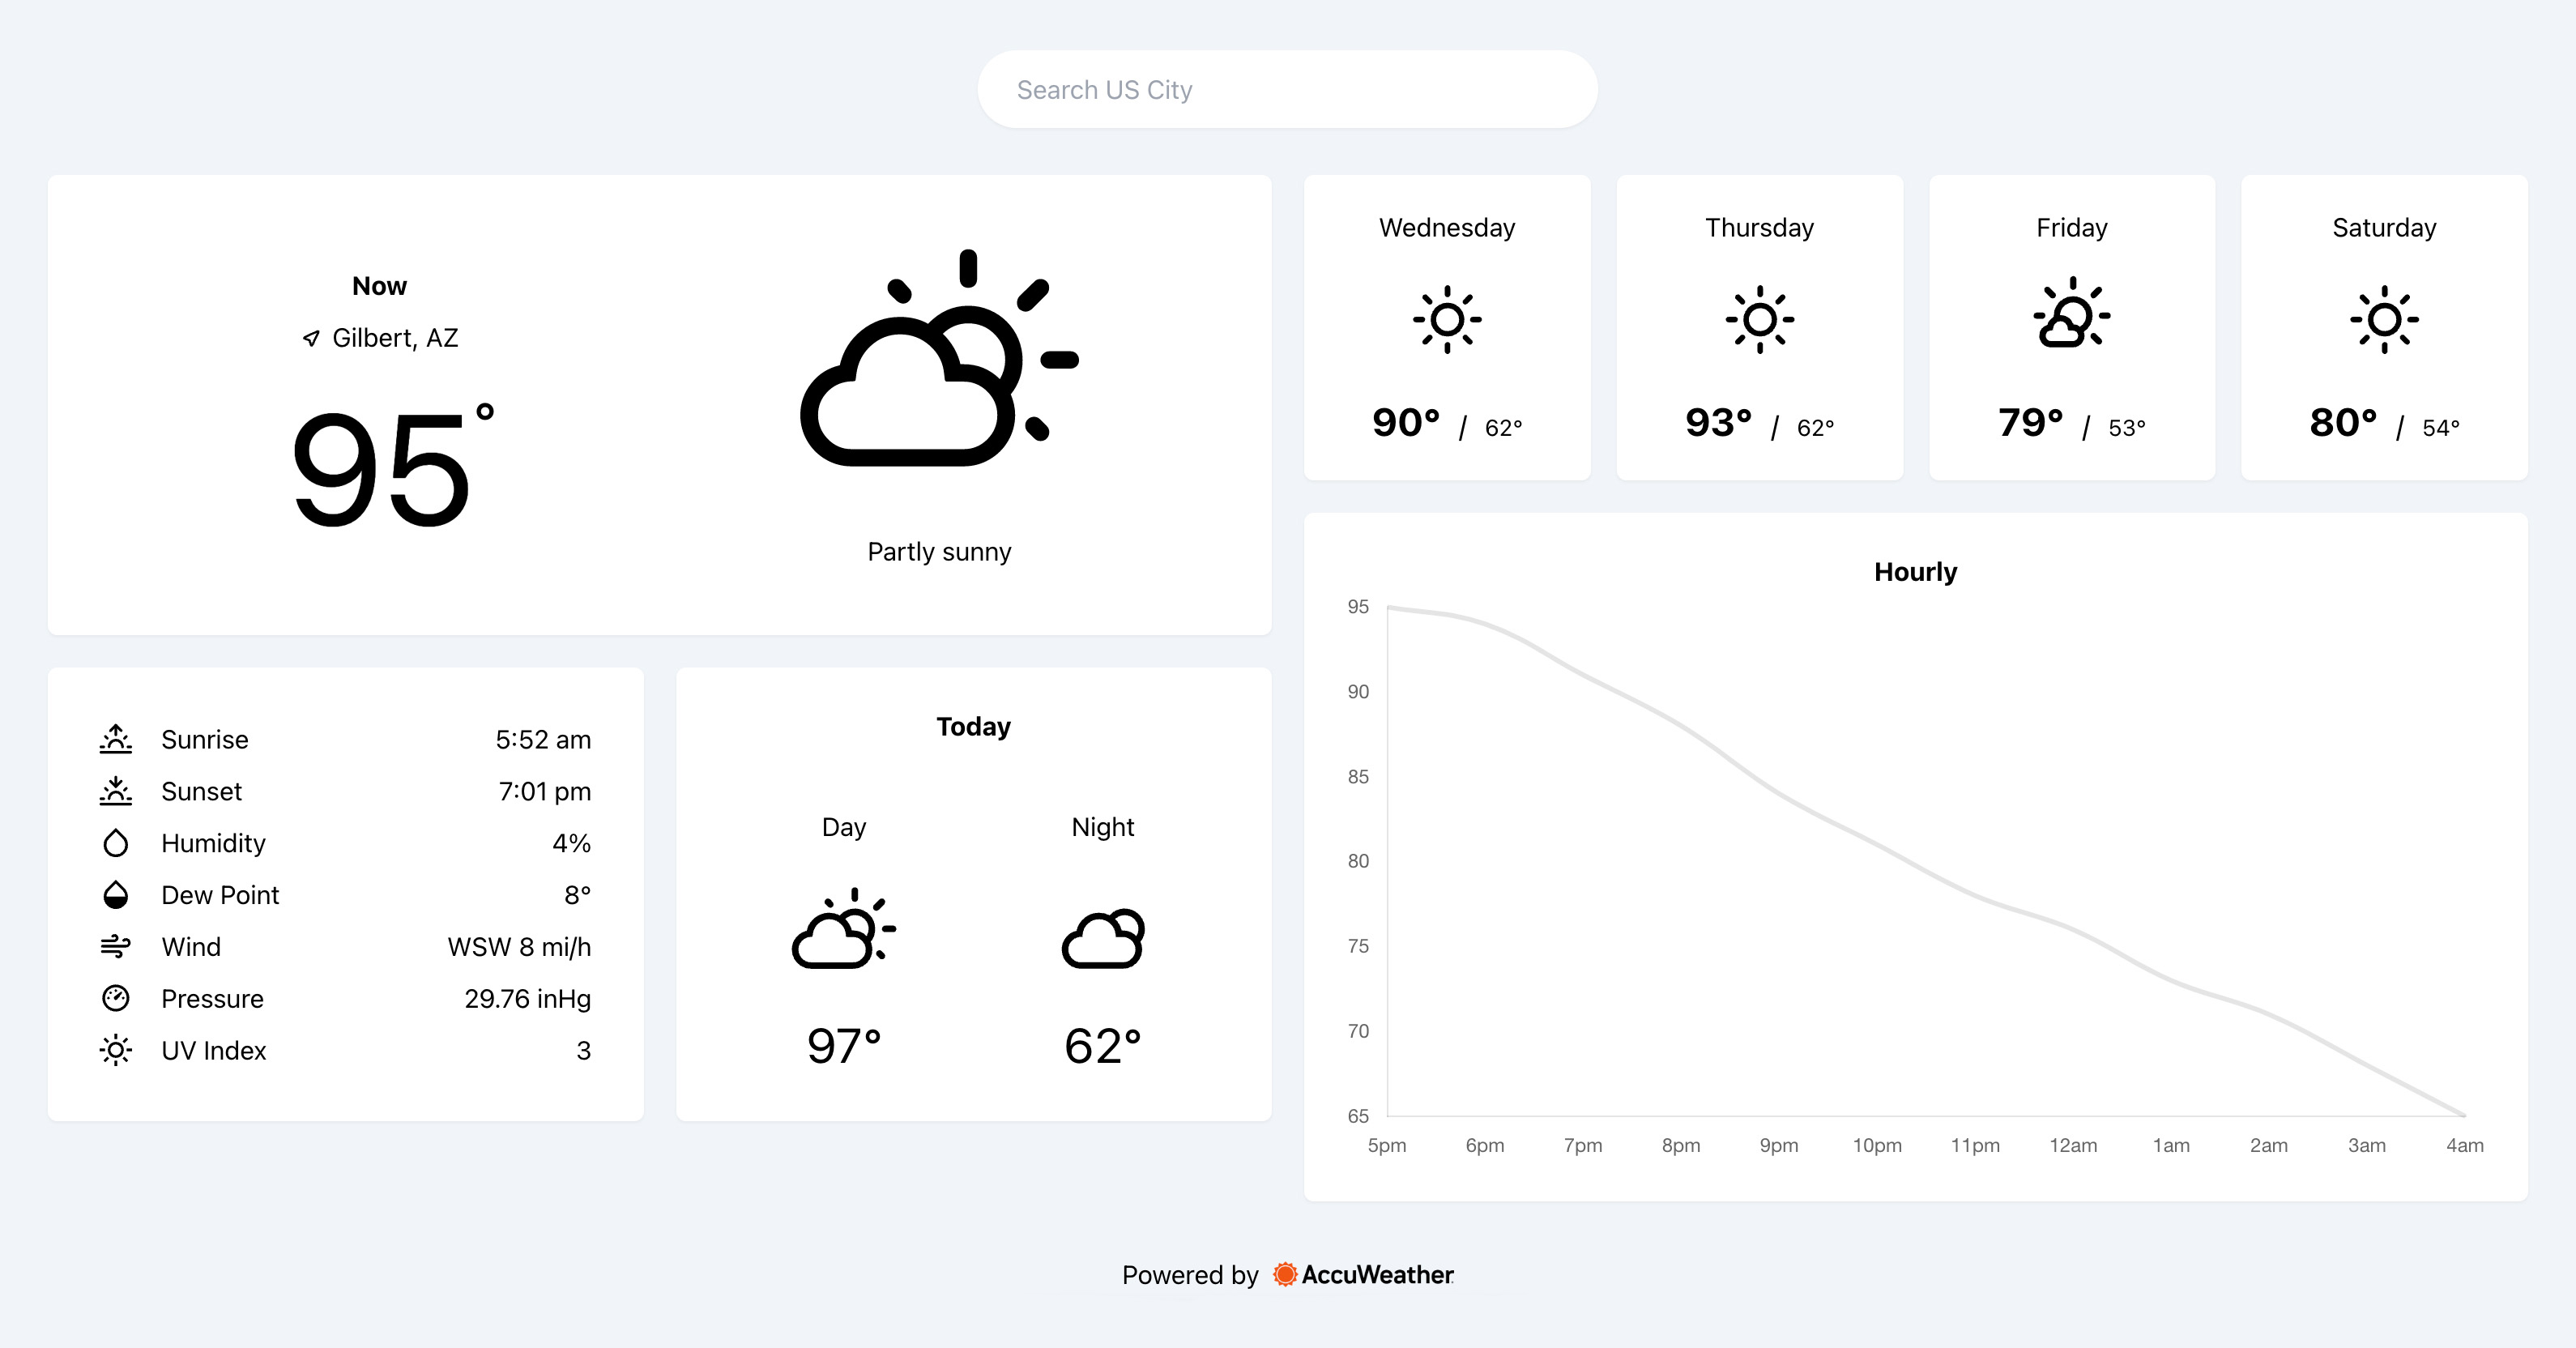 Search US City
Now
Gilbert, AZ
95°
Partly sunny
Wednesday
90° / 62°
Thursday
93° / 62°
Friday
79° / 53°
Saturday
80° / 54°
Sunrise 5:52 am
Sunset 7:01 pm
Humidity 4%
Dew Point 8°
Wind WSW 8 mi/h
Pressure 29.76 inHg
UV Index 3
Today
Day Night
97° 62°
Hourly
95
90
85
80
75
70
65
5pm 6pm 7pm 8pm 9pm 10pm 11pm 12am 1am 2am 3am 4am
Powered by AccuWeather